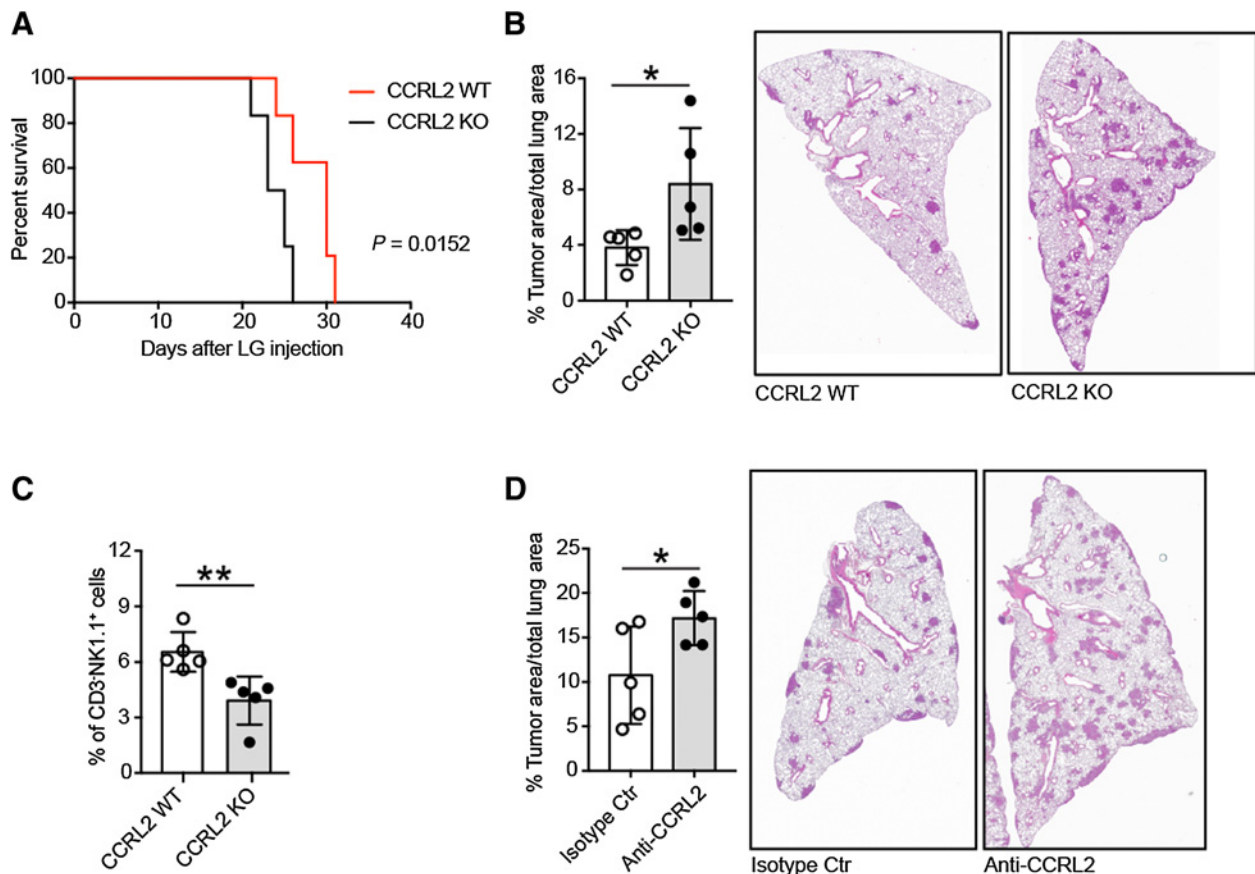 A
100
80
60
40
20
0
Percent survival
0
10
20
30
40
Days after LG injection
CCRL2 WT
CCRL2 KO
P = 0.0152
B
16
12
8
4
0
% Tumor area/total lung area
*
CCRL2 WT
CCRL2 KO
CCRL2 WT
CCRL2 KO
C
12
9
6
3
0
% of CD3⁻NK1.1⁺ cells
**
CCRL2 WT
CCRL2 KO
D
25
20
15
10
5
0
% Tumor area/total lung area
*
Isotype Ctr
Anti-CCRL2
Isotype Ctr
Anti-CCRL2